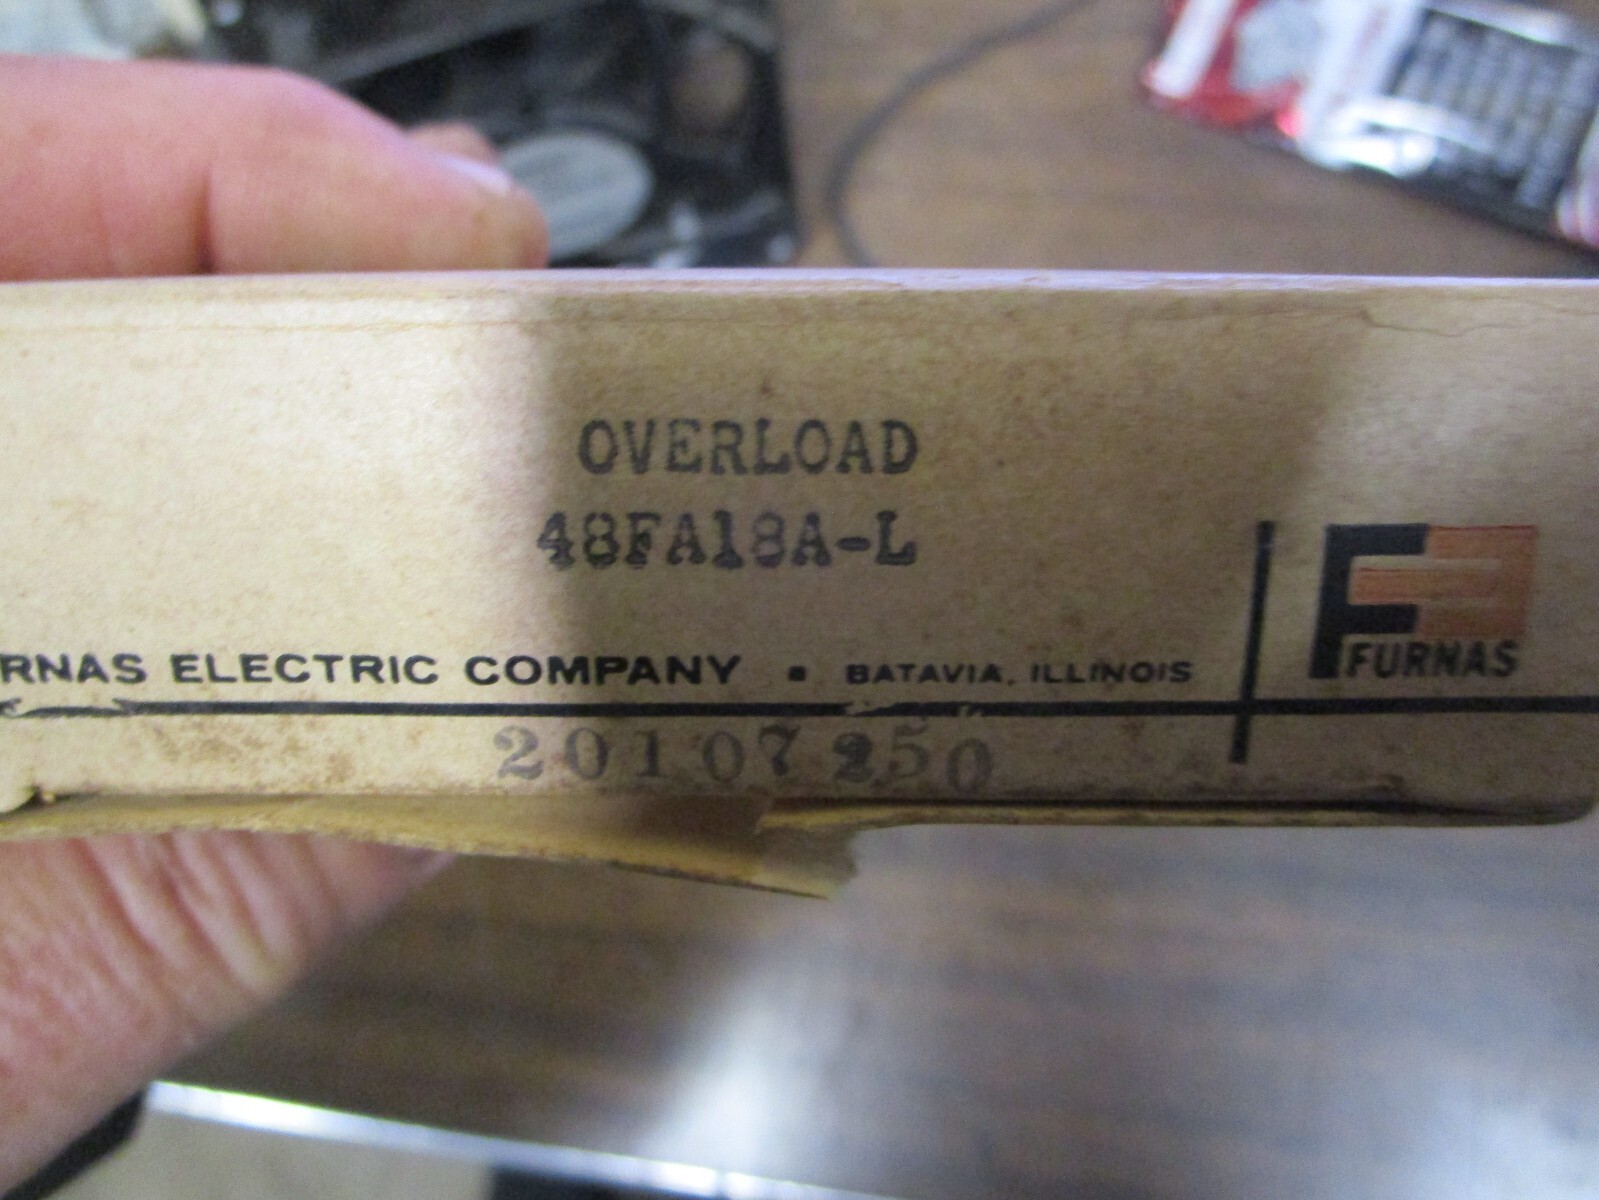 OVERLOAD
48FA18A-L
RNAS ELECTRIC COMPANY ▪ BATAVIA, ILLINOIS
FURNAS
20107250